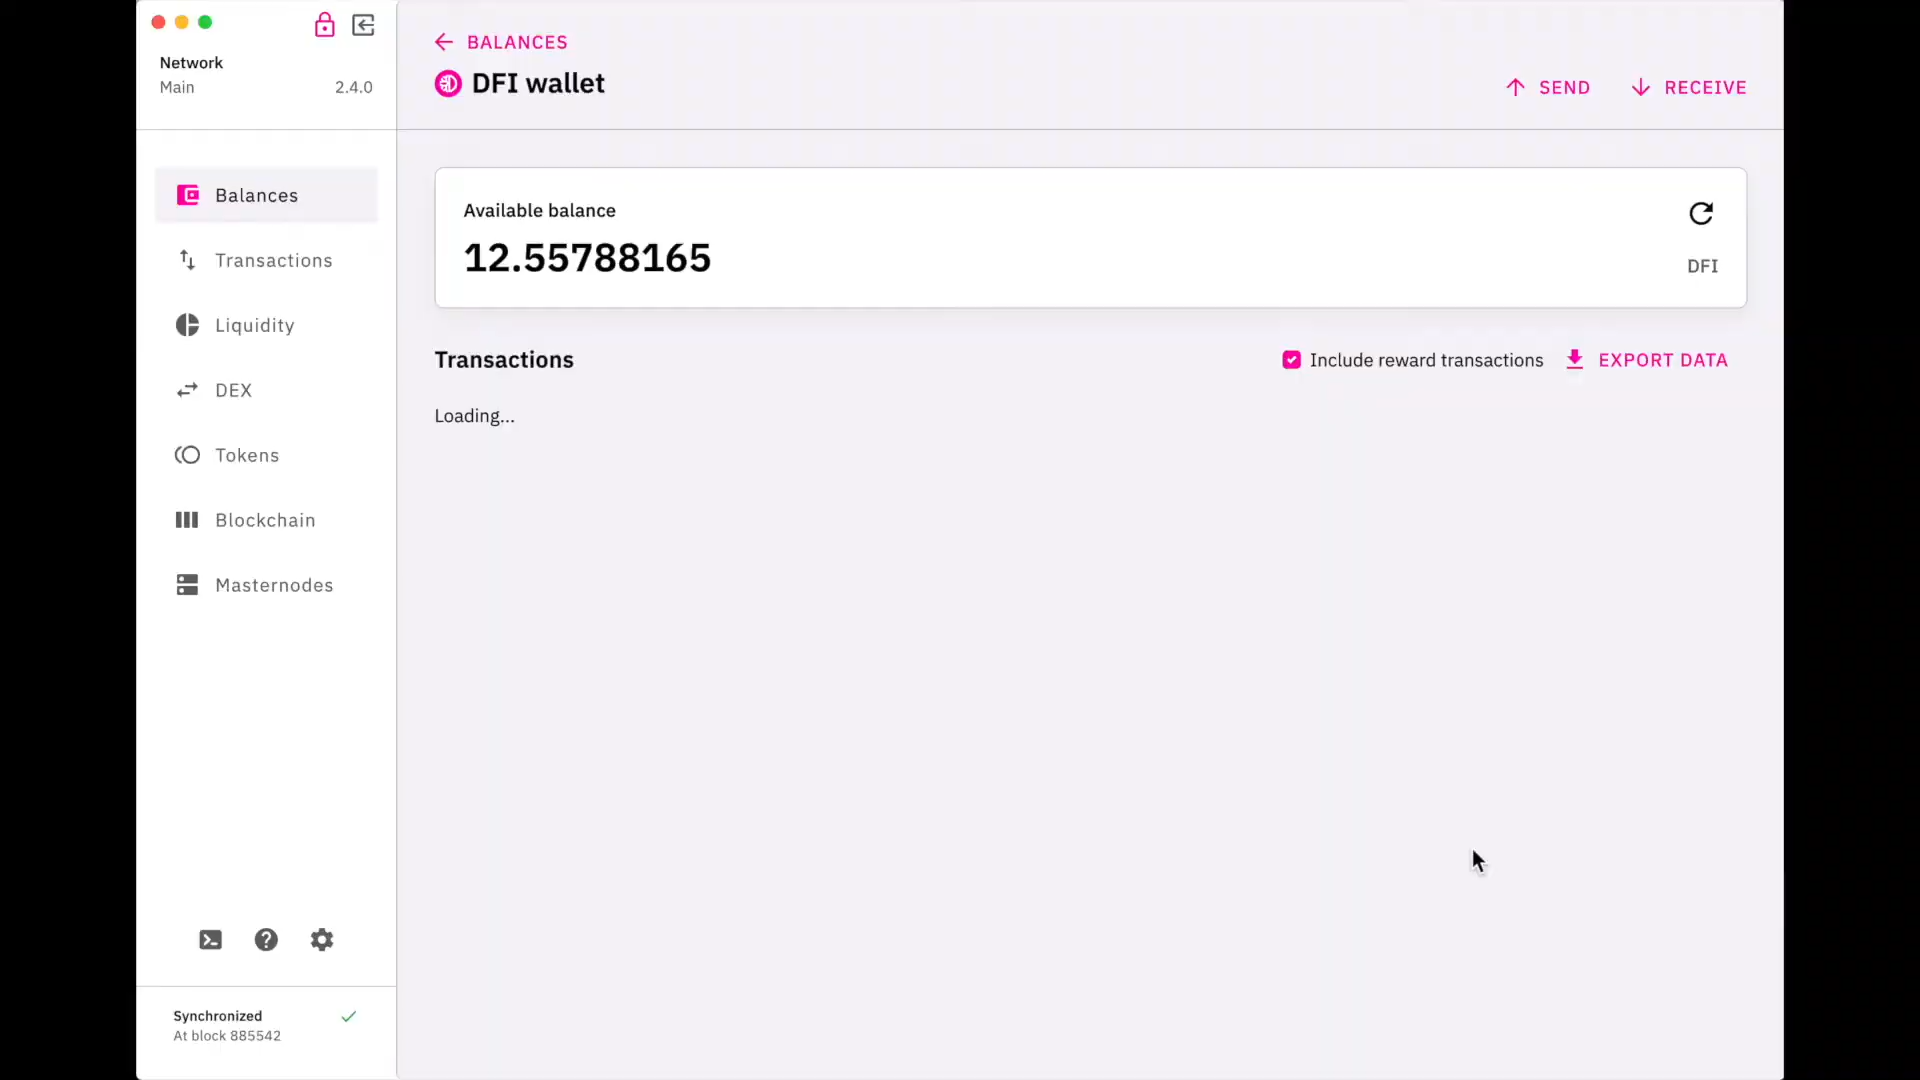 Network
Main 2.4.0
Balances
Transactions
Liquidity
DEX
Tokens
Blockchain
Masternodes
Synchronized
At block 885542
BALANCES
DFI wallet
SEND RECEIVE
Available balance
12.55788165
DFI
Transactions
Include reward transactions EXPORT DATA
Loading...